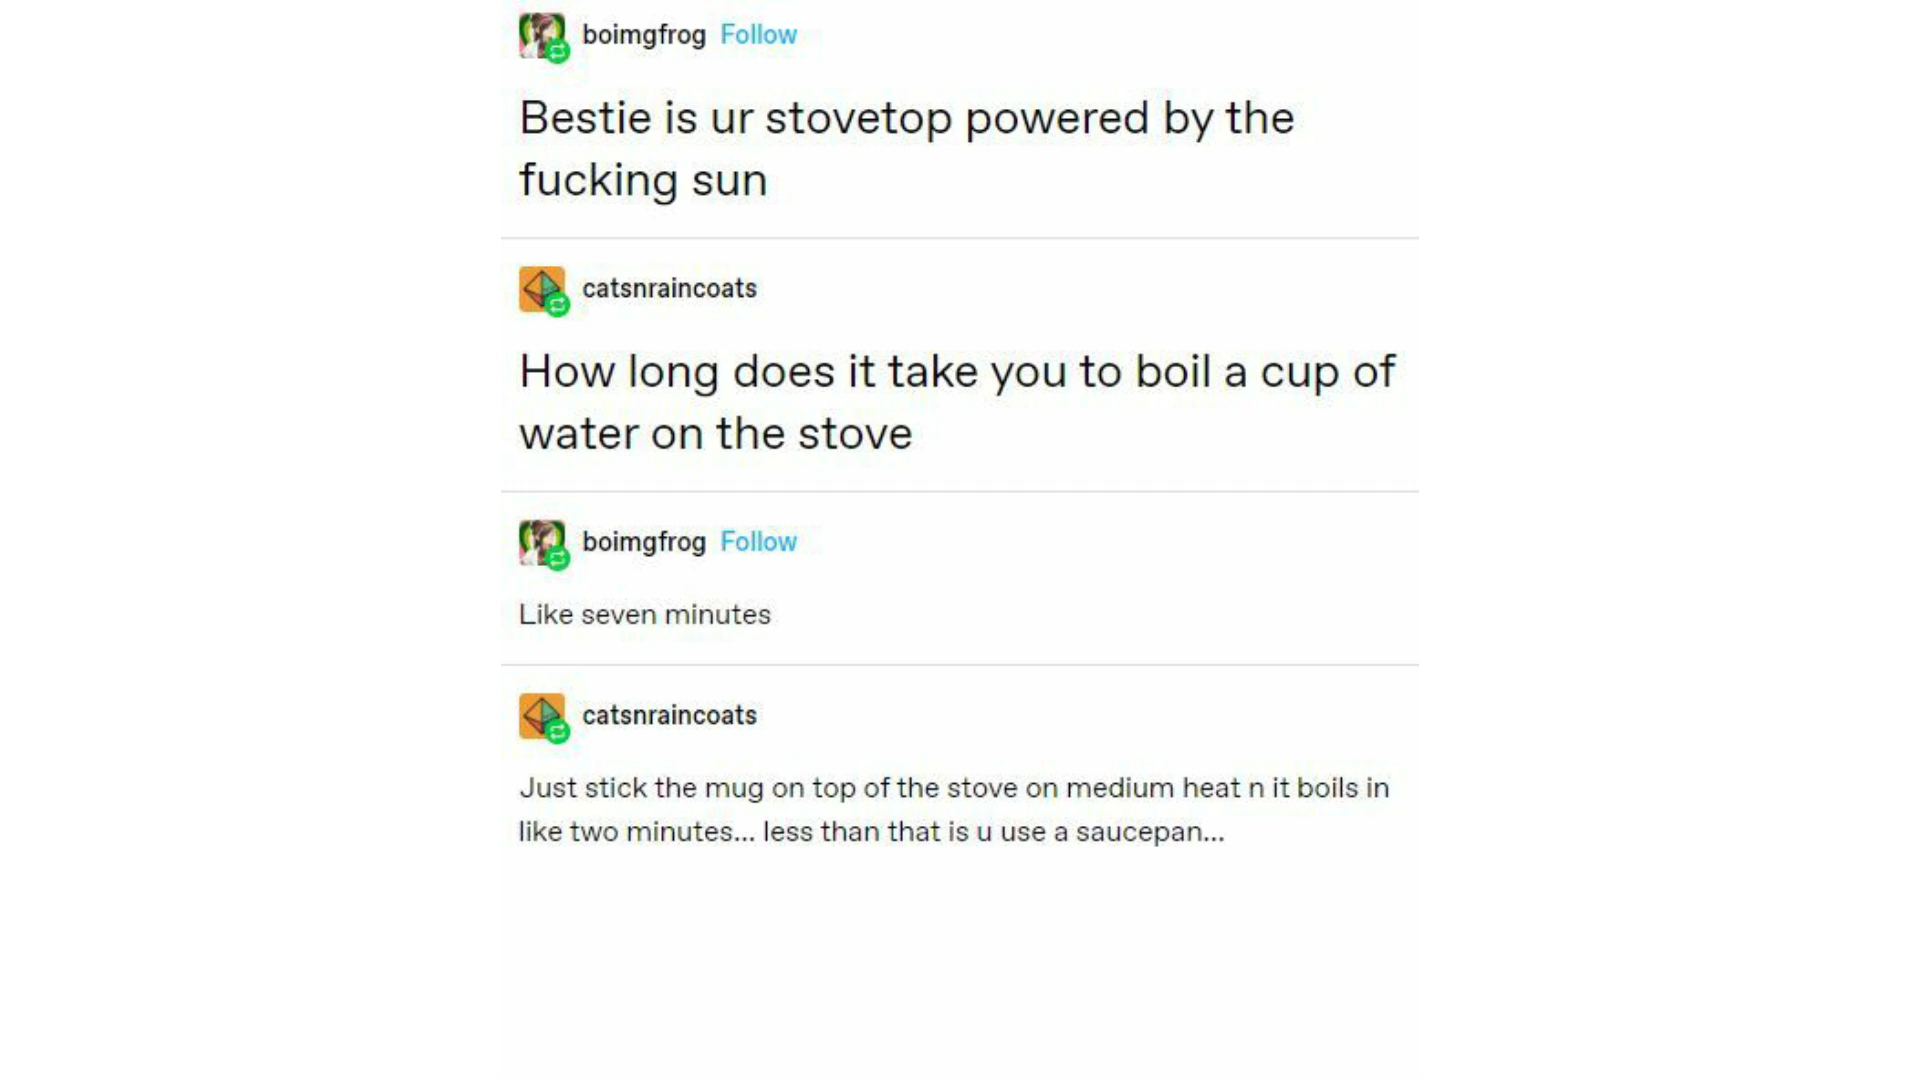 boimgfrog Follow
Bestie is ur stovetop powered by the
fucking sun
catsnraincoats
How long does it take you to boil a cup of
water on the stove
boimgfrog Follow
Like seven minutes
catsnraincoats
Just stick the mug on top of the stove on medium heat n it boils in
like two minutes... less than that is u use a saucepan...